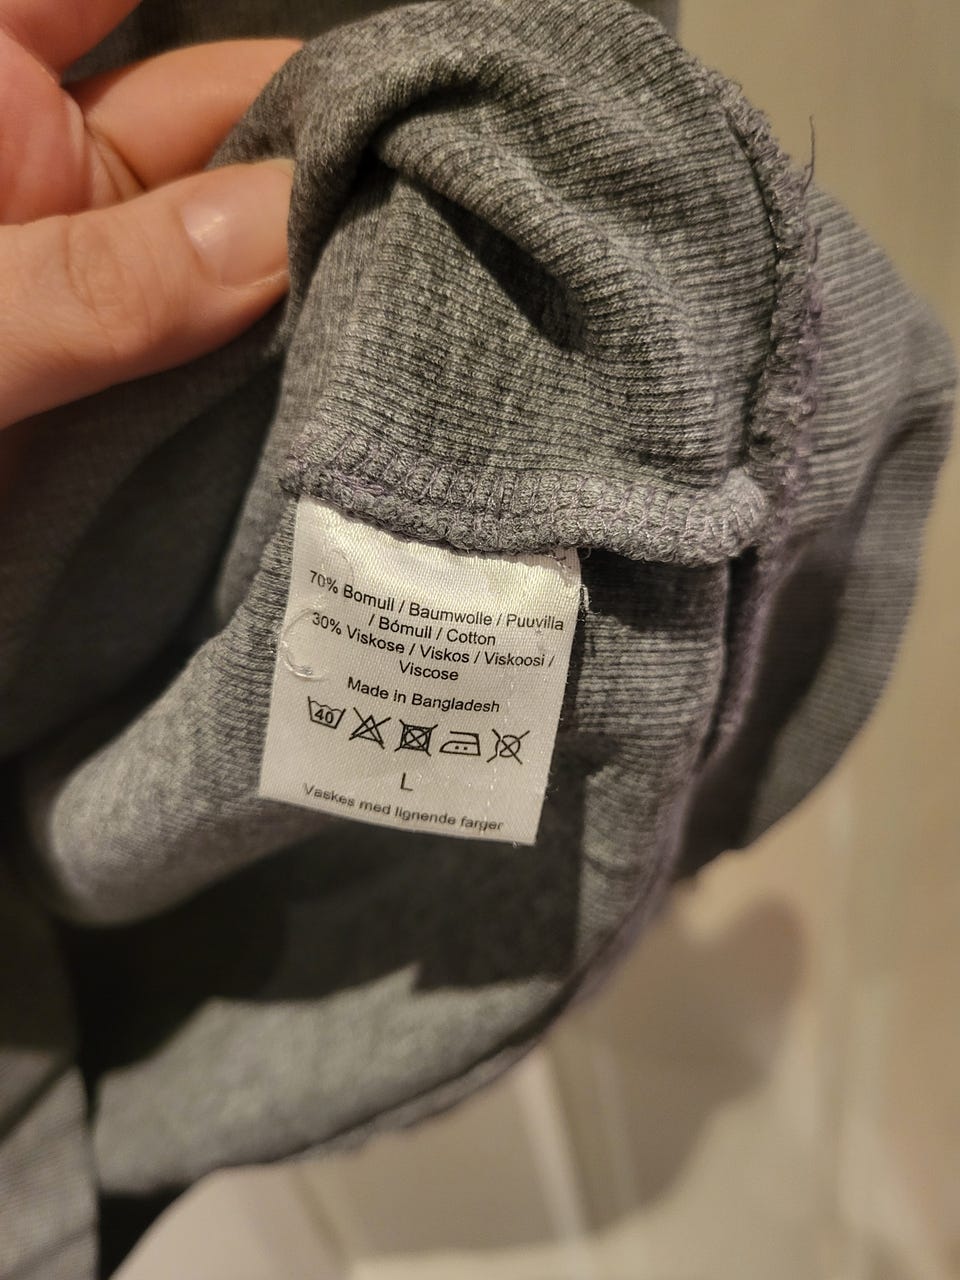 70% Bomull / Baumwolle / Puuvilla
/ Bómull / Cotton
30% Viskose / Viskos / Viskoosi /
Viscose
Made in Bangladesh
40
L
Vaskes med lignende farger